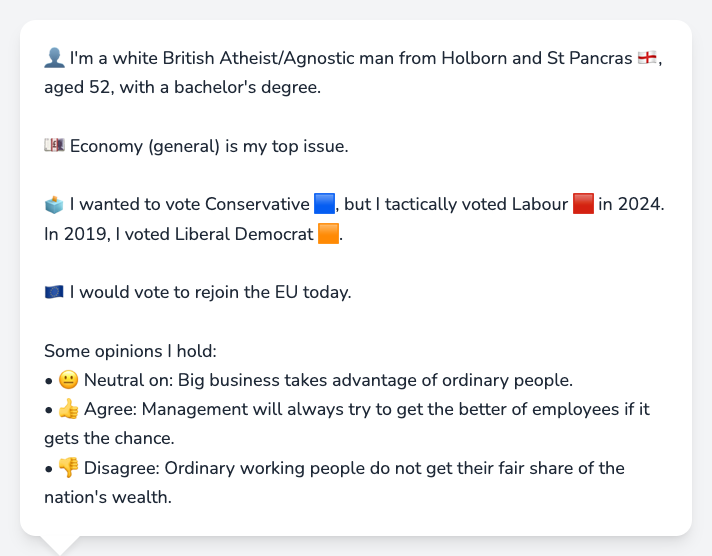 👤 I'm a white British Atheist/Agnostic man from Holborn and St Pancras 🏴󠁧󠁢󠁥󠁮󠁧󠁿,
aged 52, with a bachelor's degree.
💷 Economy (general) is my top issue.
🗳️ I wanted to vote Conservative 🟦, but I tactically voted Labour 🟥 in 2024.
In 2019, I voted Liberal Democrat 🟧.
🇪🇺 I would vote to rejoin the EU today.
Some opinions I hold:
• 😐 Neutral on: Big business takes advantage of ordinary people.
• 👍 Agree: Management will always try to get the better of employees if it
gets the chance.
• 👎 Disagree: Ordinary working people do not get their fair share of the
nation's wealth.